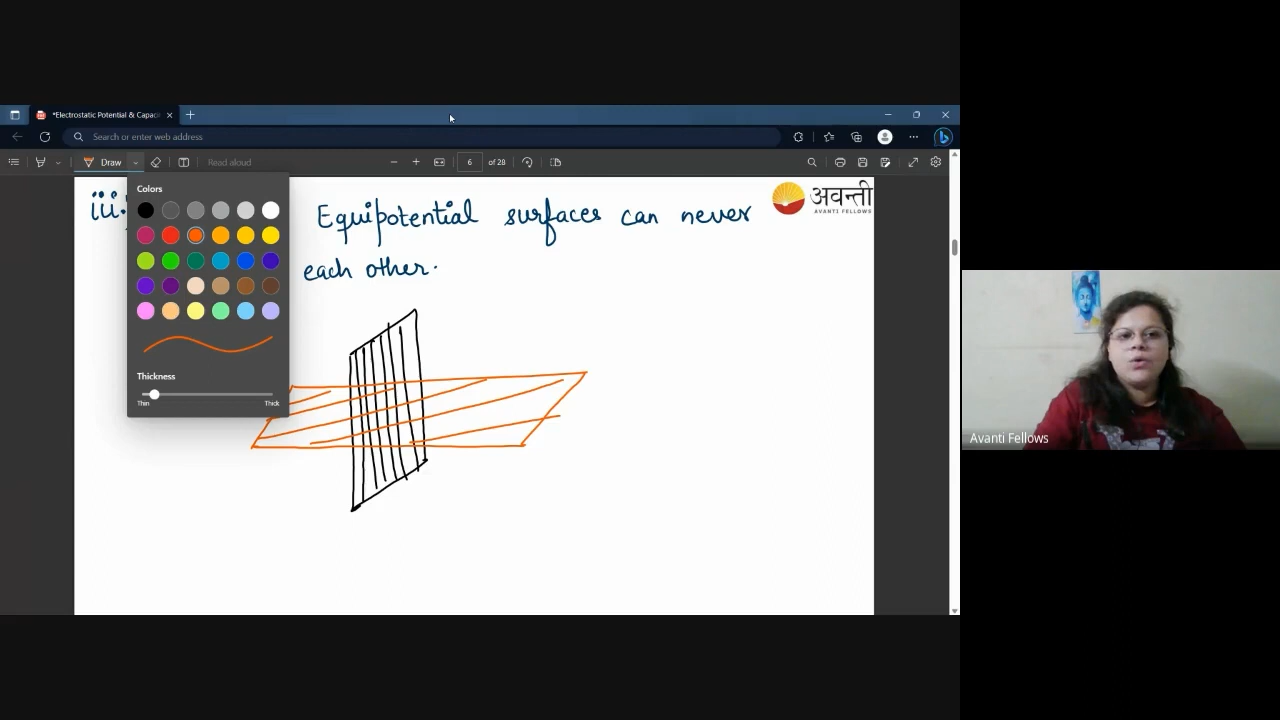 *Electrostatic Potential & Capaci
Search or enter web address
Draw
Read aloud
6 of 28
Colors
Thickness
Thin
Thick
iii.
Equipotential surfaces can never
each other.
अवन्ती
AVANTI FELLOWS
Avanti Fellows